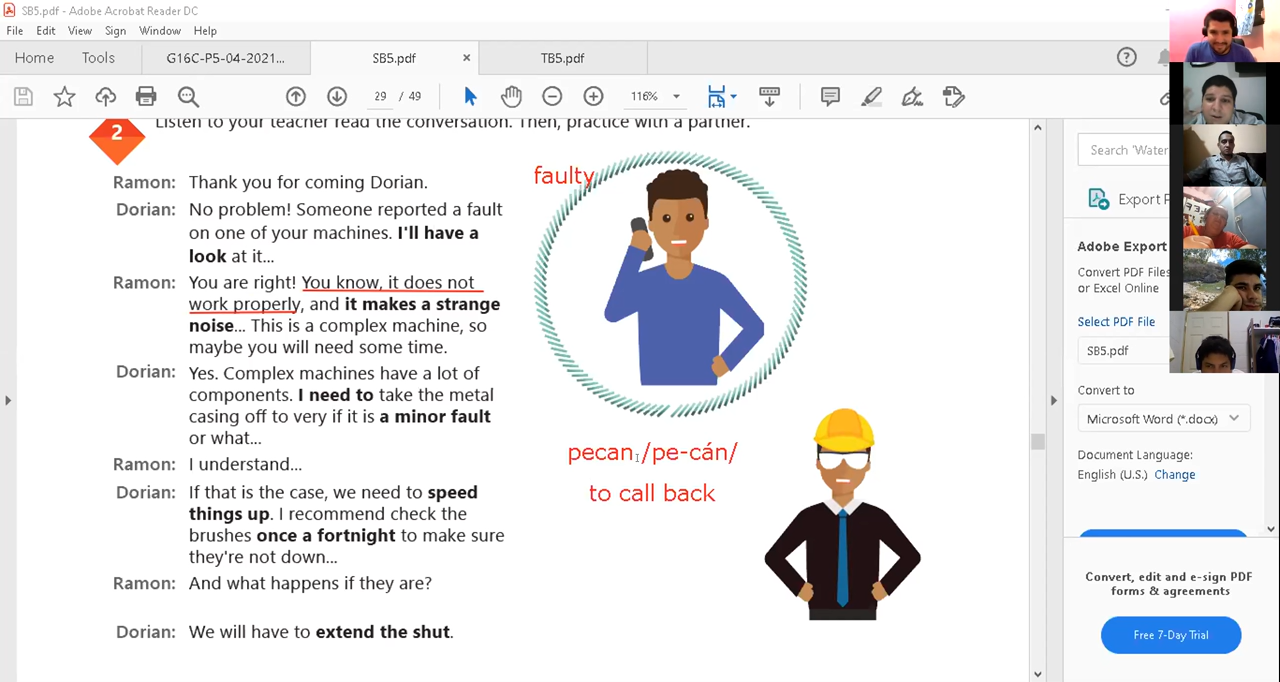 SB5.pdf - Adobe Acrobat Reader DC
File Edit View Sign Window Help
Home Tools G16C-P5-04-2021... SB5.pdf × TB5.pdf
29 / 49 116%
2 Listen to your teacher read the conversation. Then, practice with a partner.
Ramon: Thank you for coming Dorian.
Dorian: No problem! Someone reported a fault
on one of your machines. I'll have a
look at it...
Ramon: You are right! You know, it does not
work properly, and it makes a strange
noise... This is a complex machine, so
maybe you will need some time.
Dorian: Yes. Complex machines have a lot of
components. I need to take the metal
casing off to very if it is a minor fault
or what...
Ramon: I understand...
Dorian: If that is the case, we need to speed
things up. I recommend check the
brushes once a fortnight to make sure
they're not down...
Ramon: And what happens if they are?
Dorian: We will have to extend the shut.
faulty
pecan /pe-cán/
to call back
Search 'Water
Export P
Adobe Export
Convert PDF Files
or Excel Online
Select PDF File
SB5.pdf
Convert to
Microsoft Word (*.docx)
Document Language:
English (U.S.) Change
Convert, edit and e-sign PDF
forms & agreements
Free 7-Day Trial